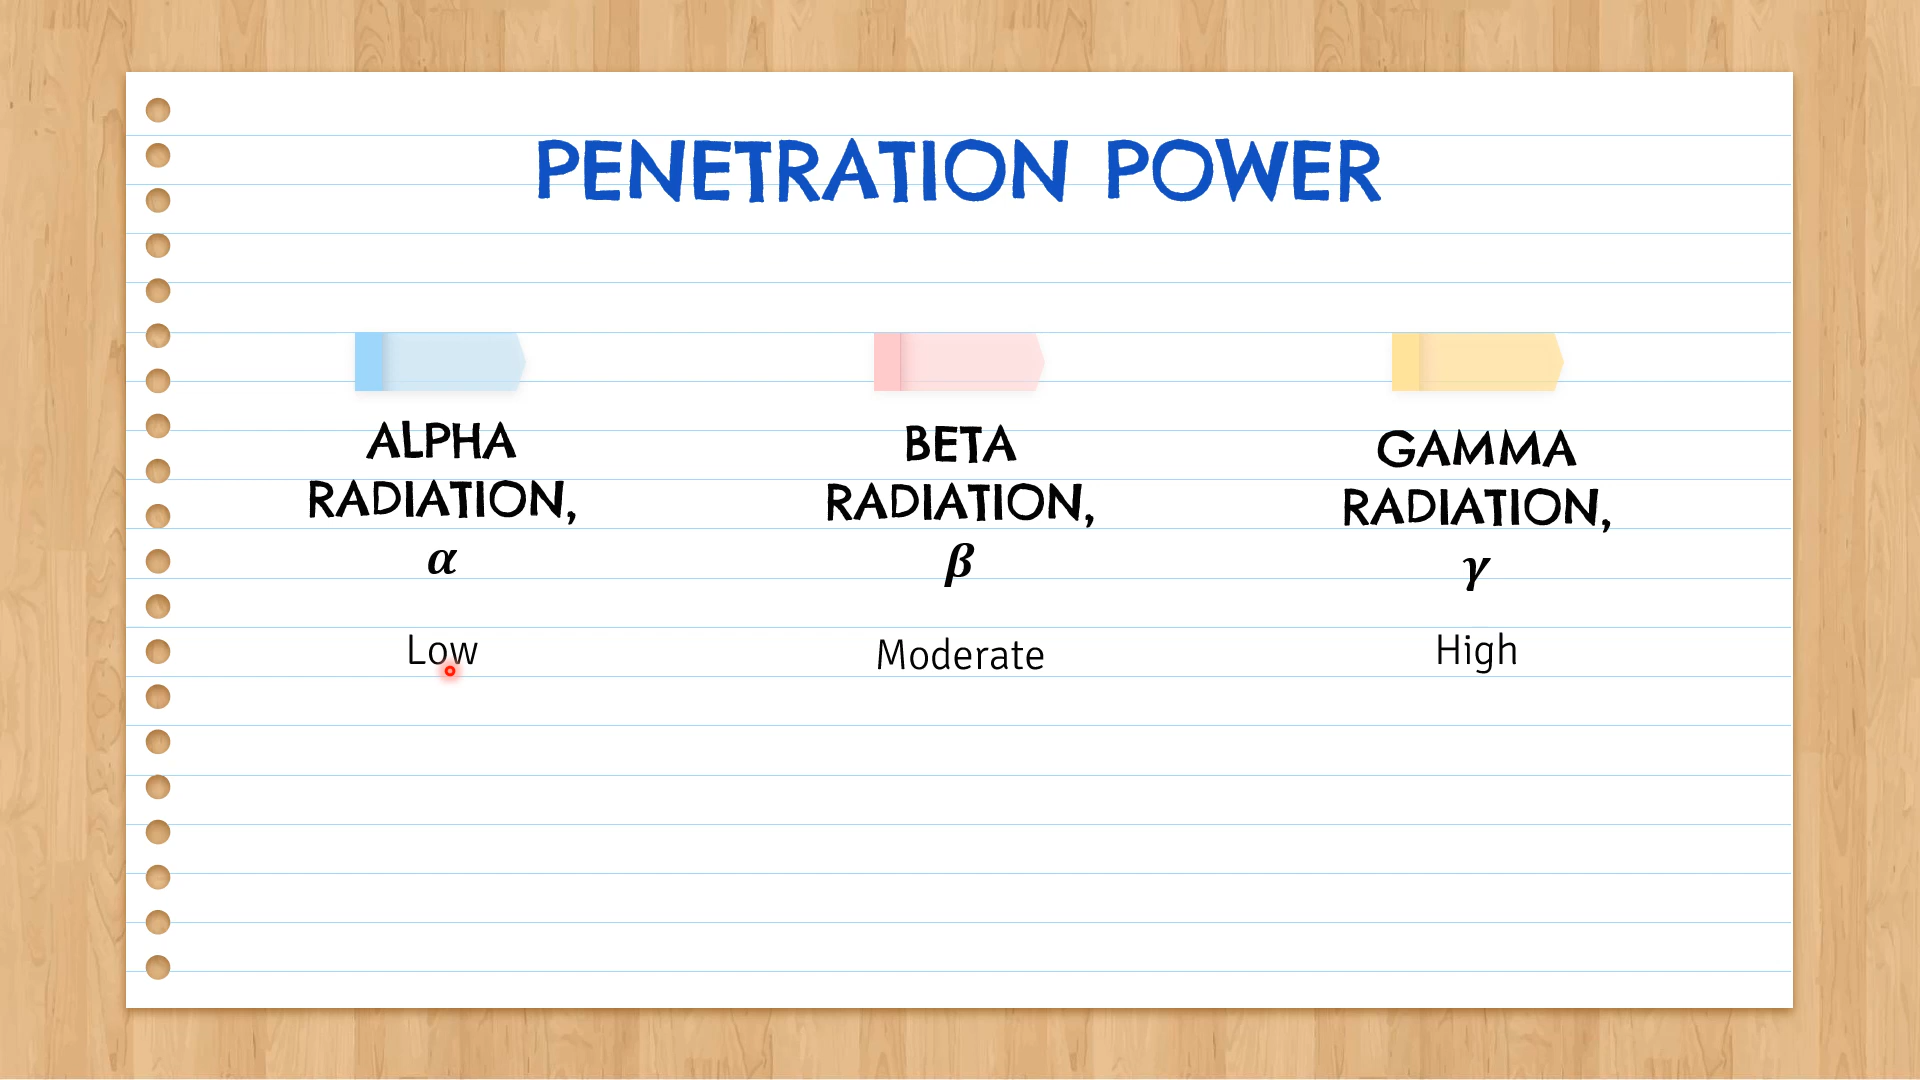 PENETRATION POWER
ALPHA
RADIATION,
α
Low
BETA
RADIATION,
β
Moderate
GAMMA
RADIATION,
γ
High